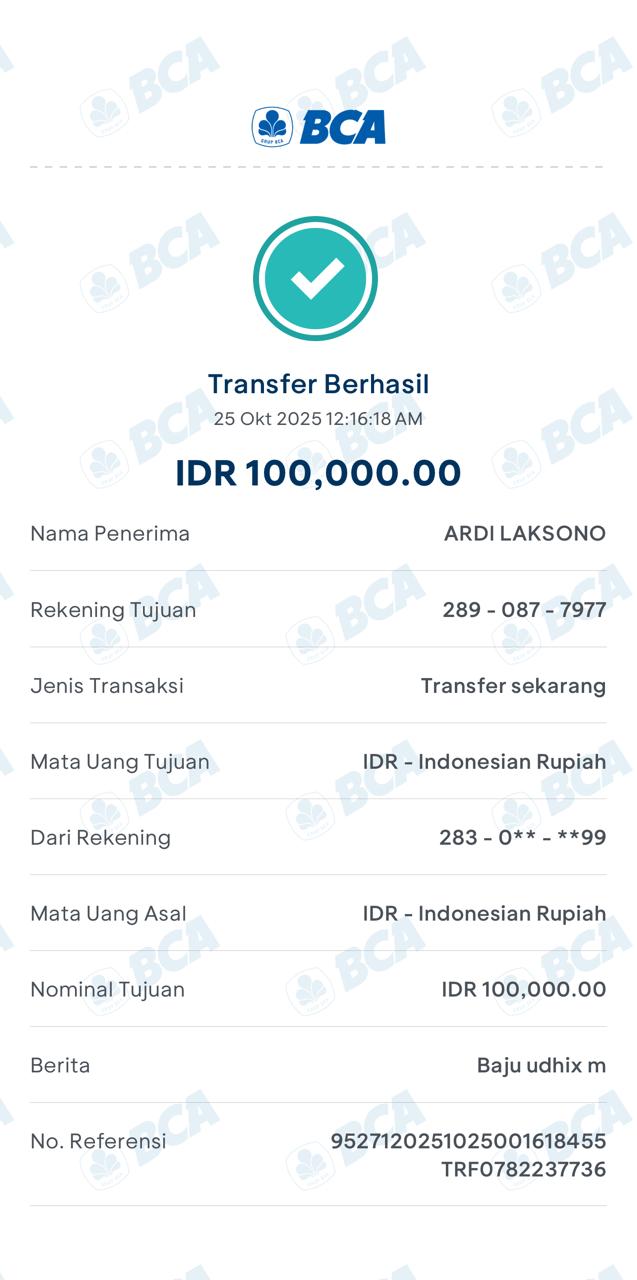 BCA
Transfer Berhasil
25 Okt 2025 12:16:18 AM
IDR 100,000.00
Nama Penerima ARDI LAKSONO
Rekening Tujuan 289 - 087 - 7977
Jenis Transaksi Transfer sekarang
Mata Uang Tujuan IDR - Indonesian Rupiah
Dari Rekening 283 - 0** - **99
Mata Uang Asal IDR - Indonesian Rupiah
Nominal Tujuan IDR 100,000.00
Berita Baju udhix m
No. Referensi 9527120251025001618455
TRF0782237736